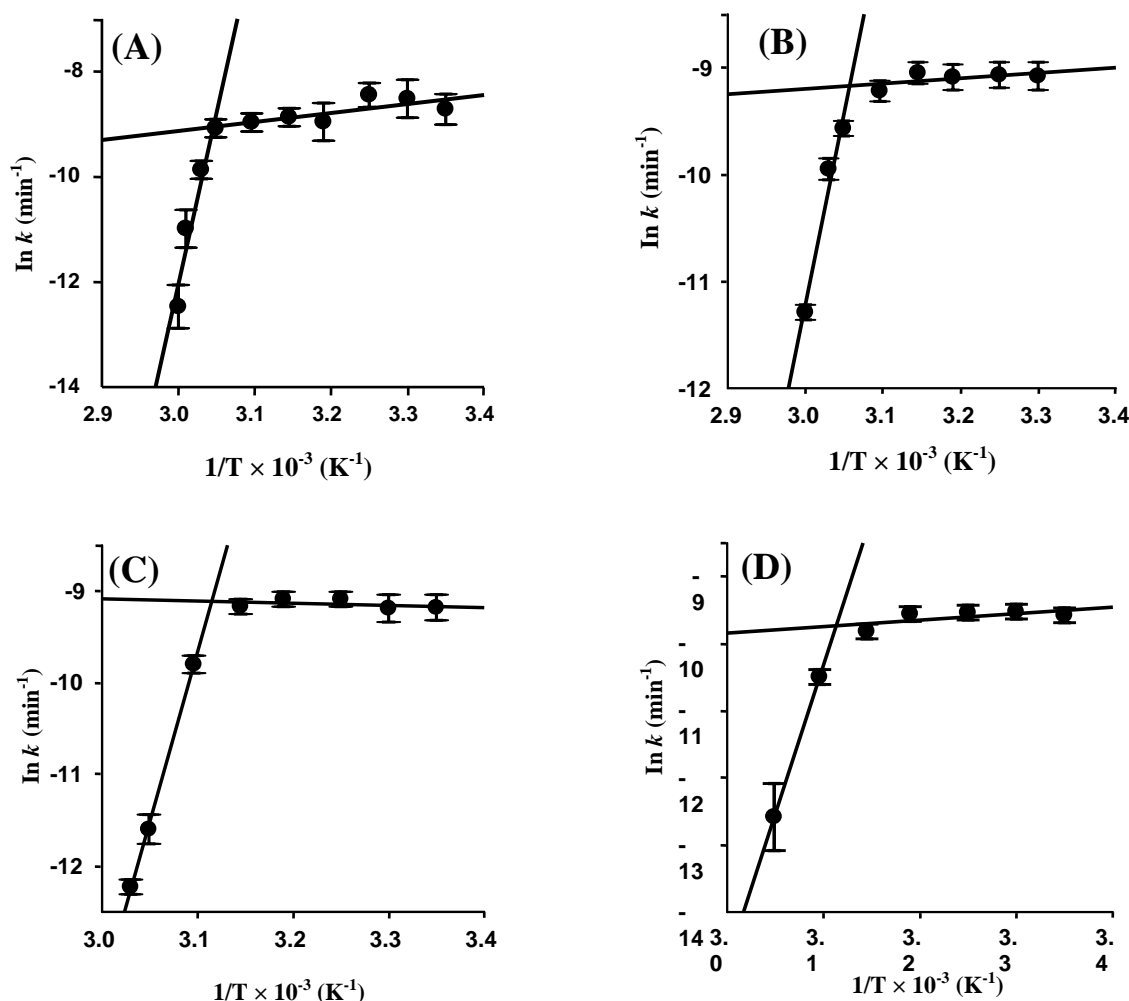 (A)
-8
-10
-12
-14
2.9 3.0 3.1 3.2 3.3 3.4
In k (min-1)
1/T × 10-3 (K-1)
(B)
-9
-10
-11
-12
2.9 3.0 3.1 3.2 3.3 3.4
In k (min-1)
1/T × 10-3 (K-1)
(C)
-9
-10
-11
-12
3.0 3.1 3.2 3.3 3.4
In k (min-1)
1/T × 10-3 (K-1)
(D)
-
9
-
10
-
11
-
12
-
13
-
14 3. 3. 3. 3. 3.
0 1 2 3 4
In k (min-1)
1/T × 10-3 (K-1)